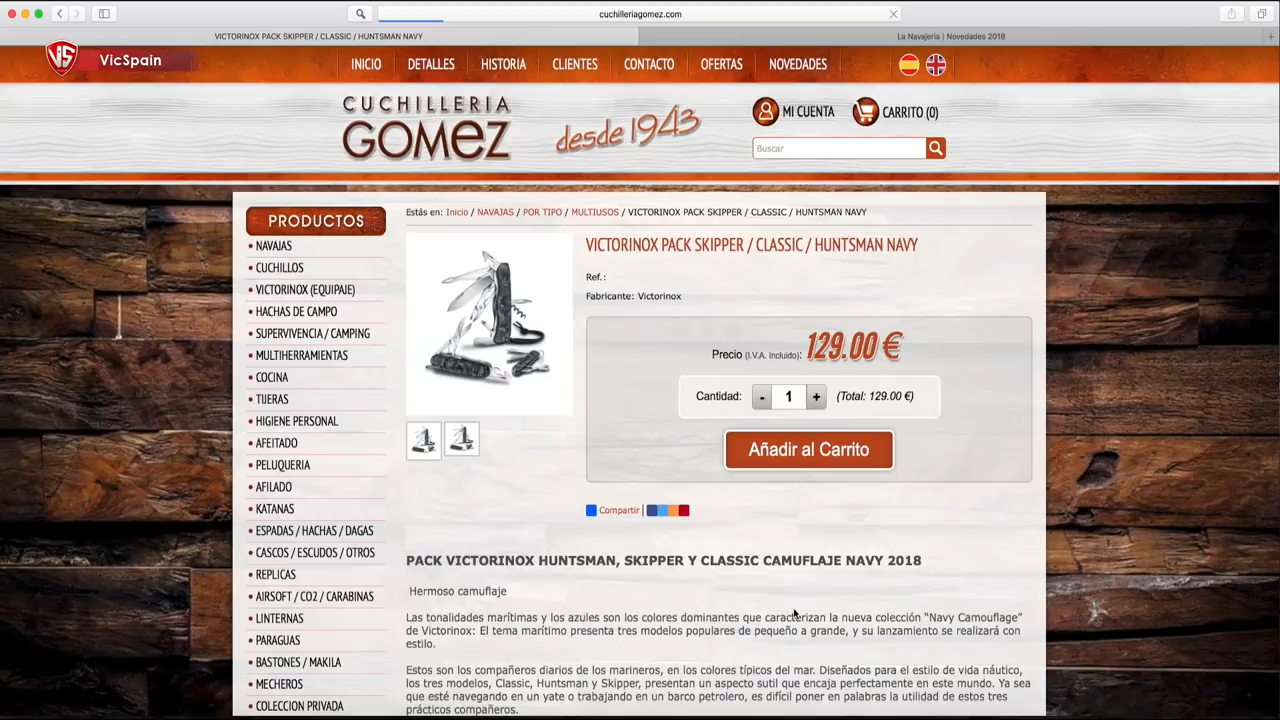 cuchilleriagomez.com
VICTORINOX PACK SKIPPER / CLASSIC / HUNTSMAN NAVY
La Navajeria | Novedades 2018
VS VicSpain
INICIO DETALLES HISTORIA CLIENTES CONTACTO OFERTAS NOVEDADES
CUCHILLERIA
GOMEZ
desde 1943
MI CUENTA CARRITO (0)
Buscar
PRODUCTOS
NAVAJAS
CUCHILLOS
VICTORINOX (EQUIPAJE)
HACHAS DE CAMPO
SUPERVIVENCIA / CAMPING
MULTIHERRAMIENTAS
COCINA
TIJERAS
HIGIENE PERSONAL
AFEITADO
PELUQUERIA
AFILADO
KATANAS
ESPADAS / HACHAS / DAGAS
CASCOS / ESCUDOS / OTROS
REPLICAS
AIRSOFT / CO2 / CARABINAS
LINTERNAS
PARAGUAS
BASTONES / MAKILA
MECHEROS
COLECCION PRIVADA
Estás en: Inicio / NAVAJAS / POR TIPO / MULTIUSOS / VICTORINOX PACK SKIPPER / CLASSIC / HUNTSMAN NAVY
VICTORINOX PACK SKIPPER / CLASSIC / HUNTSMAN NAVY
Ref.:
Fabricante: Victorinox
Precio (I.V.A. Incluido): 129.00 €
Cantidad: - 1 + (Total: 129.00 €)
Añadir al Carrito
Compartir |
PACK VICTORINOX HUNTSMAN, SKIPPER Y CLASSIC CAMUFLAJE NAVY 2018
Hermoso camuflaje
Las tonalidades marítimas y los azules son los colores dominantes que caracterizan la nueva colección “Navy Camouflage”
de Victorinox: El tema marítimo presenta tres modelos populares de pequeño a grande, y su lanzamiento se realizará con
estilo.
Estos son los compañeros diarios de los marineros, en los colores típicos del mar. Diseñados para el estilo de vida náutico,
los tres modelos, Classic, Huntsman y Skipper, presentan un aspecto sutil que encaja perfectamente en este mundo. Ya sea
que esté navegando en un yate o trabajando en un barco petrolero, es difícil poner en palabras la utilidad de estos tres
prácticos compañeros.